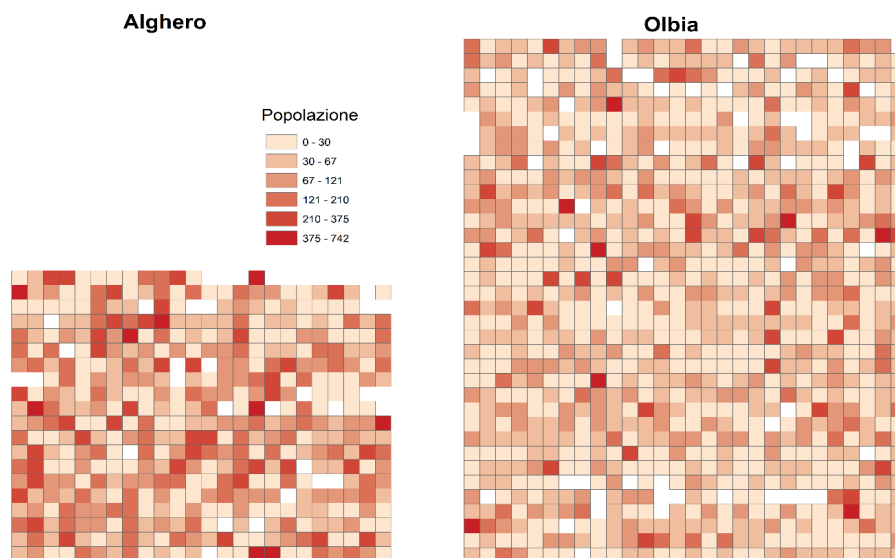 Alghero
Olbia
Popolazione
0 - 30
30 - 67
67 - 121
121 - 210
210 - 375
375 - 742